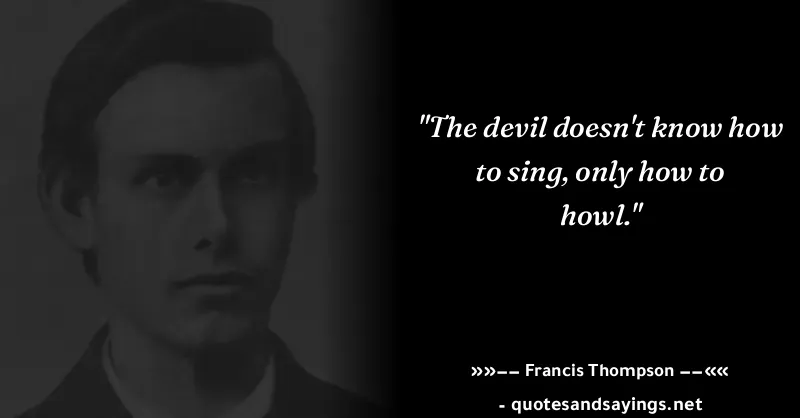 "The devil doesn't know how
to sing, only how to
howl."
»»−− Francis Thompson −−««
- quotesandsayings.net